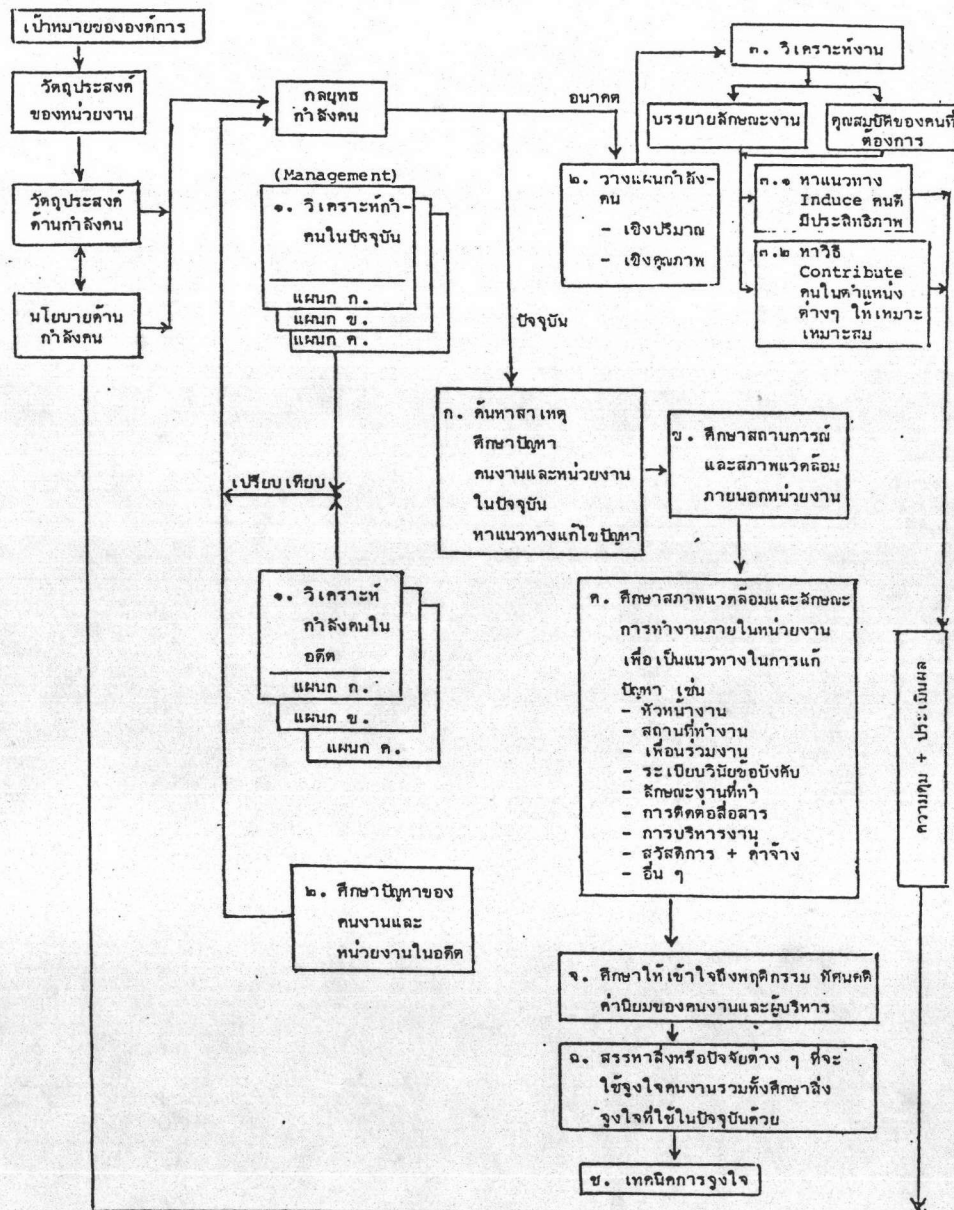 เป้าหมายขององค์การ
วัตถุประสงค์
ของหน่วยงาน
วัตถุประสงค์
ด้านกำลังคน
นโยบายด้าน
กำลังคน
กลยุทธ
กำลังคน
(Management)
๑. วิเคราะห์กำ-
คนในปัจจุบัน
แผนก ก.
แผนก ข.
แผนก ค.
เปรียบเทียบ
๑. วิเคราะห์
กำลังคนใน
อดีต
แผนก ก.
แผนก ข.
แผนก ค.
๒. ศึกษาปัญหาของ
คนงานและ
หน่วยงานในอดีต
อนาคต
ปัจจุบัน
๒. วางแผนกำลัง-
คน
- เชิงปริมาณ
- เชิงคุณภาพ
๓. วิเคราะห์งาน
บรรยายลักษณะงาน
คุณสมบัติของคนที่
ต้องการ
๓.๑ หาแนวทาง
Induce คนดี
มีประสิทธิภาพ
๓.๒ หาวิธี
Contribute
คนในตำแหน่ง
ต่างๆ ให้เหมาะ
เหมาะสม
ก. ค้นหาสาเหตุ
ศึกษาปัญหา
คนงานและหน่วยงาน
ในปัจจุบัน
หาแนวทางแก้ไขปัญหา
ข. ศึกษาสถานการณ์
และสภาพแวดล้อม
ภายนอกหน่วยงาน
ค. ศึกษาสภาพแวดล้อมและลักษณะ
การทำงานภายในหน่วยงาน
เพื่อเป็นแนวทางในการแก้
ปัญหา เช่น
- หัวหน้างาน
- สถานที่ทำงาน
- เพื่อนร่วมงาน
- ระเบียบวินัยข้อบังคับ
- ลักษณะงานที่ทำ
- การติดต่อสื่อสาร
- การบริหารงาน
- สวัสดิการ + ค่าจ้าง
- อื่น ๆ
จ. ศึกษาให้เข้าใจถึงพฤติกรรม ทัศนคติ
ค่านิยมของคนงานและผู้บริหาร
ฉ. สรรหาสิ่งหรือปัจจัยต่าง ๆ ที่จะ
ใช้จูงใจคนงานรวมทั้งศึกษาสิ่ง
จูงใจที่ใช้ในปัจจุบันด้วย
ช. เทคนิคการจูงใจ
ควบคุม + ประเมินผล